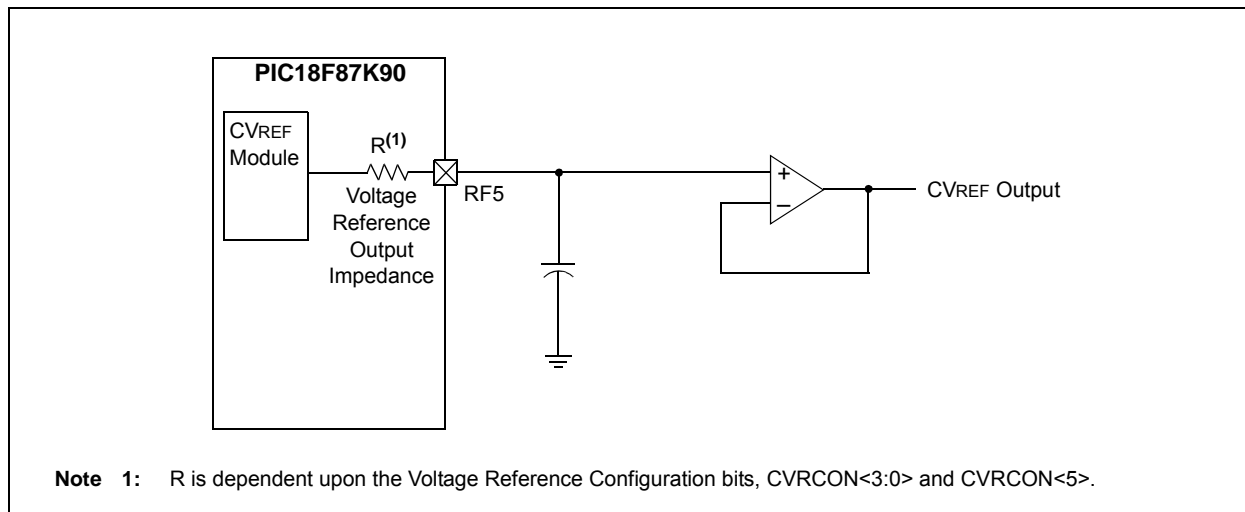 PIC18F87K90
CVREF
Module
R(1)
Voltage
Reference
Output
Impedance
RF5
+
–
CVREF Output
Note 1: R is dependent upon the Voltage Reference Configuration bits, CVRCON<3:0> and CVRCON<5>.